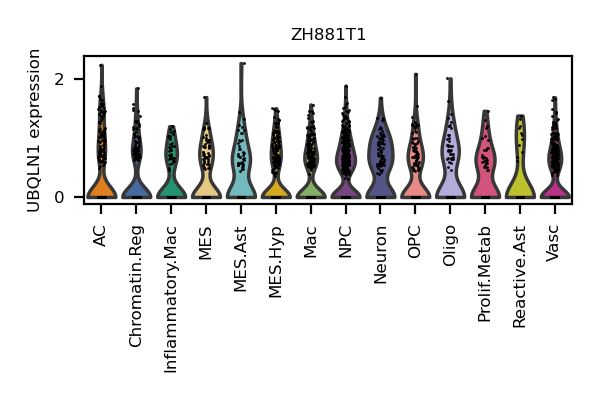 ZH881T1
UBQLN1 expression
2
0
AC
Chromatin.Reg
Inflammatory.Mac
MES
MES.Ast
MES.Hyp
Mac
NPC
Neuron
OPC
Oligo
Prolif.Metab
Reactive.Ast
Vasc